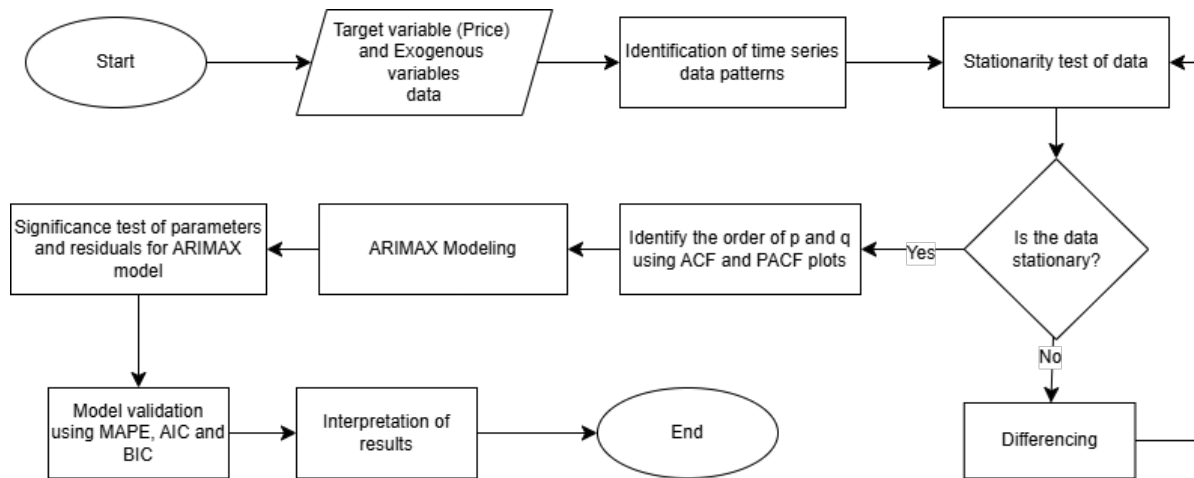 Start
Target variable (Price)
and Exogenous
variables
data
Identification of time series
data patterns
Stationarity test of data
Is the data
stationary?
Yes
No
Differencing
Identify the order of p and q
using ACF and PACF plots
ARIMAX Modeling
Significance test of parameters
and residuals for ARIMAX
model
Model validation
using MAPE, AIC and
BIC
Interpretation of
results
End